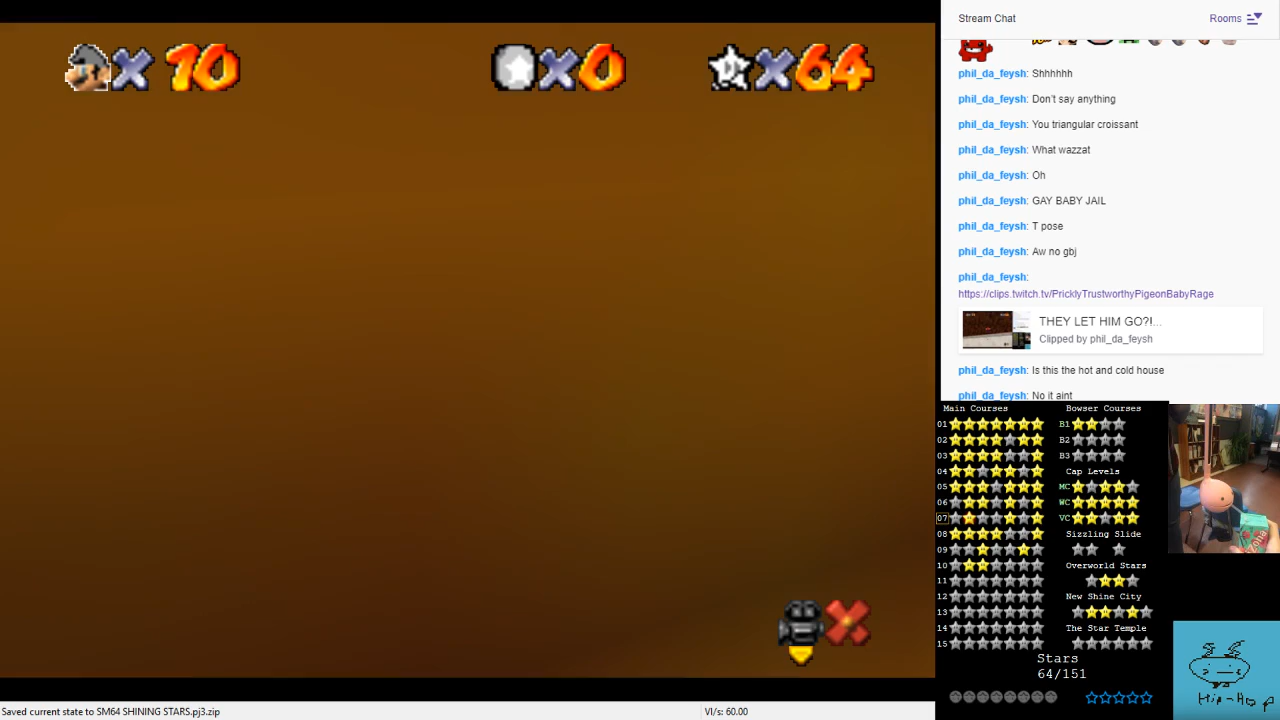 x 10 x 0 x 64
Stream Chat Rooms
phil_da_feysh: Shhhhhh
phil_da_feysh: Don't say anything
phil_da_feysh: You triangular croissant
phil_da_feysh: What wazzat
phil_da_feysh: Oh
phil_da_feysh: GAY BABY JAIL
phil_da_feysh: T pose
phil_da_feysh: Aw no gbj
phil_da_feysh:
https://clips.twitch.tv/PricklyTrustworthyPigeonBabyRage
THEY LET HIM GO?!...
Clipped by phil_da_feysh
phil_da_feysh: Is this the hot and cold house
phil_da_feysh: No it aint
Main Courses Bowser Courses
01 B1
02 B2
03 B3
04 Cap Levels
05 MC
06 WC
07 VC
08 Sizzling Slide
09
10 Overworld Stars
11
12 New Shine City
13
14 The Star Temple
15
Stars
64/151
Hip-Hop
Saved current state to SM64 SHINING STARS.pj3.zip VI/s: 60.00